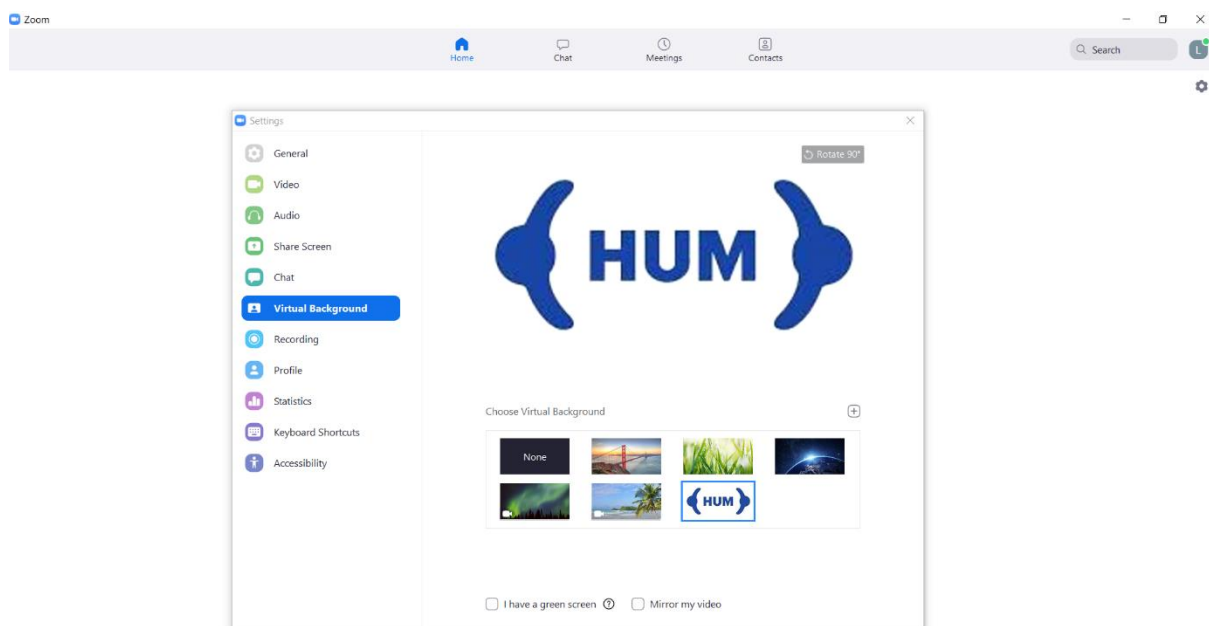 Zoom
Home
Chat
Meetings
Contacts
Search
L
Settings
General
Video
Audio
Share Screen
Chat
Virtual Background
Recording
Profile
Statistics
Keyboard Shortcuts
Accessibility
Rotate 90°
HUM
Choose Virtual Background
None
HUM
I have a green screen
Mirror my video